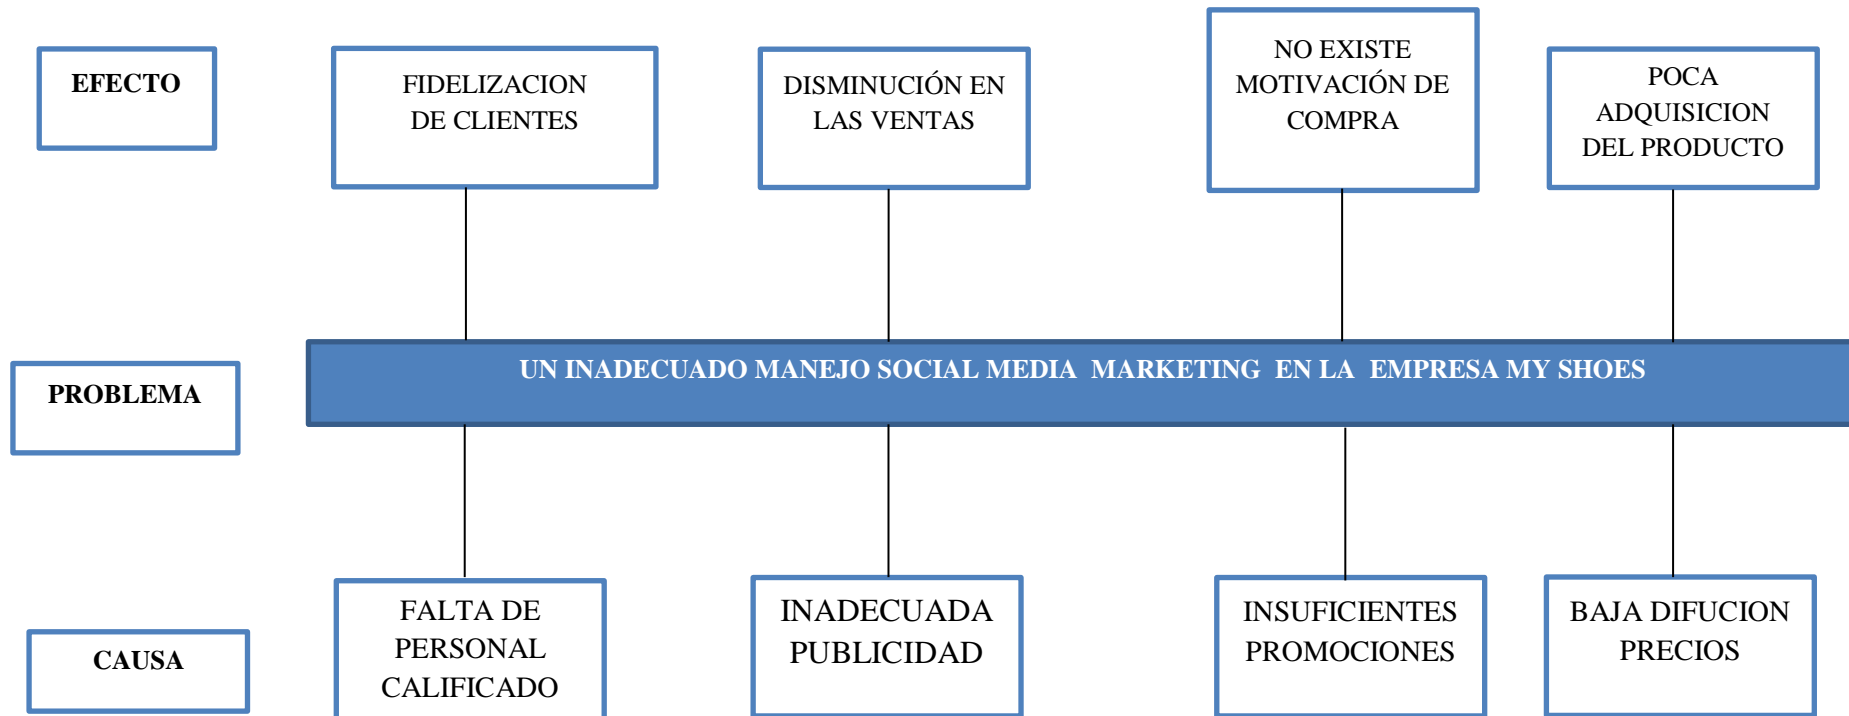 EFECTO
FIDELIZACION
DE CLIENTES
DISMINUCIÓN EN
LAS VENTAS
NO EXISTE
MOTIVACIÓN DE
COMPRA
POCA
ADQUISICION
DEL PRODUCTO
PROBLEMA
UN INADECUADO MANEJO SOCIAL MEDIA MARKETING EN LA EMPRESA MY SHOES
CAUSA
FALTA DE
PERSONAL
CALIFICADO
INADECUADA
PUBLICIDAD
INSUFICIENTES
PROMOCIONES
BAJA DIFUCION
PRECIOS